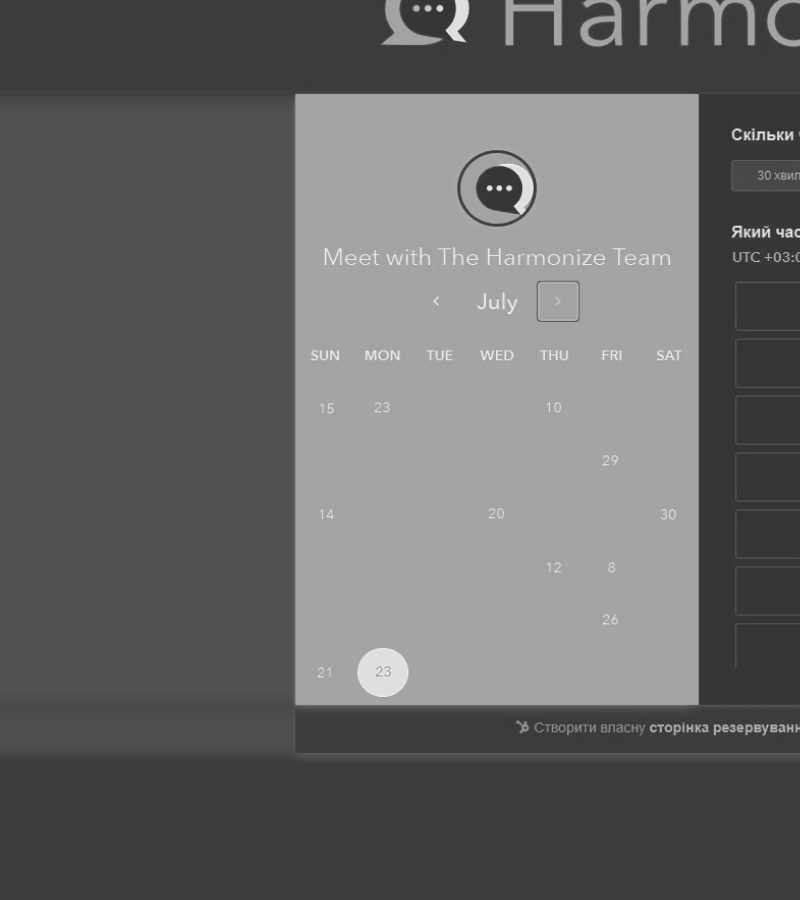 Harmo
Meet with The Harmonize Team
July
SUN MON TUE WED THU FRI SAT
15 23 10
29
14 20 30
12 8
26
21 23
Скільки
30 хвил
Який час
UTC +03:0
Створити власну сторінка резервуванн